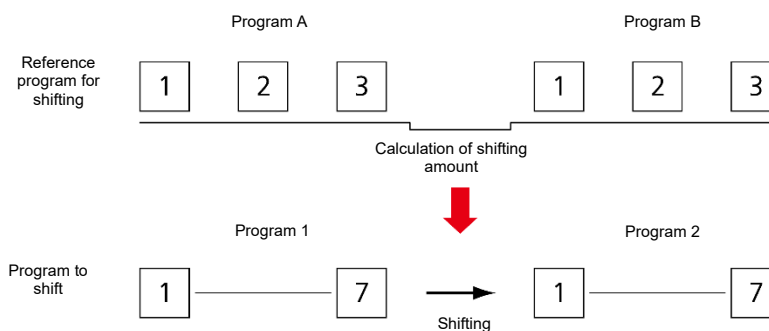 Program A
Program B
Reference
program for
shifting
1
2
3
1
2
3
Calculation of shifting
amount
Program 1
Program 2
Program to
shift
1
7
1
7
Shifting